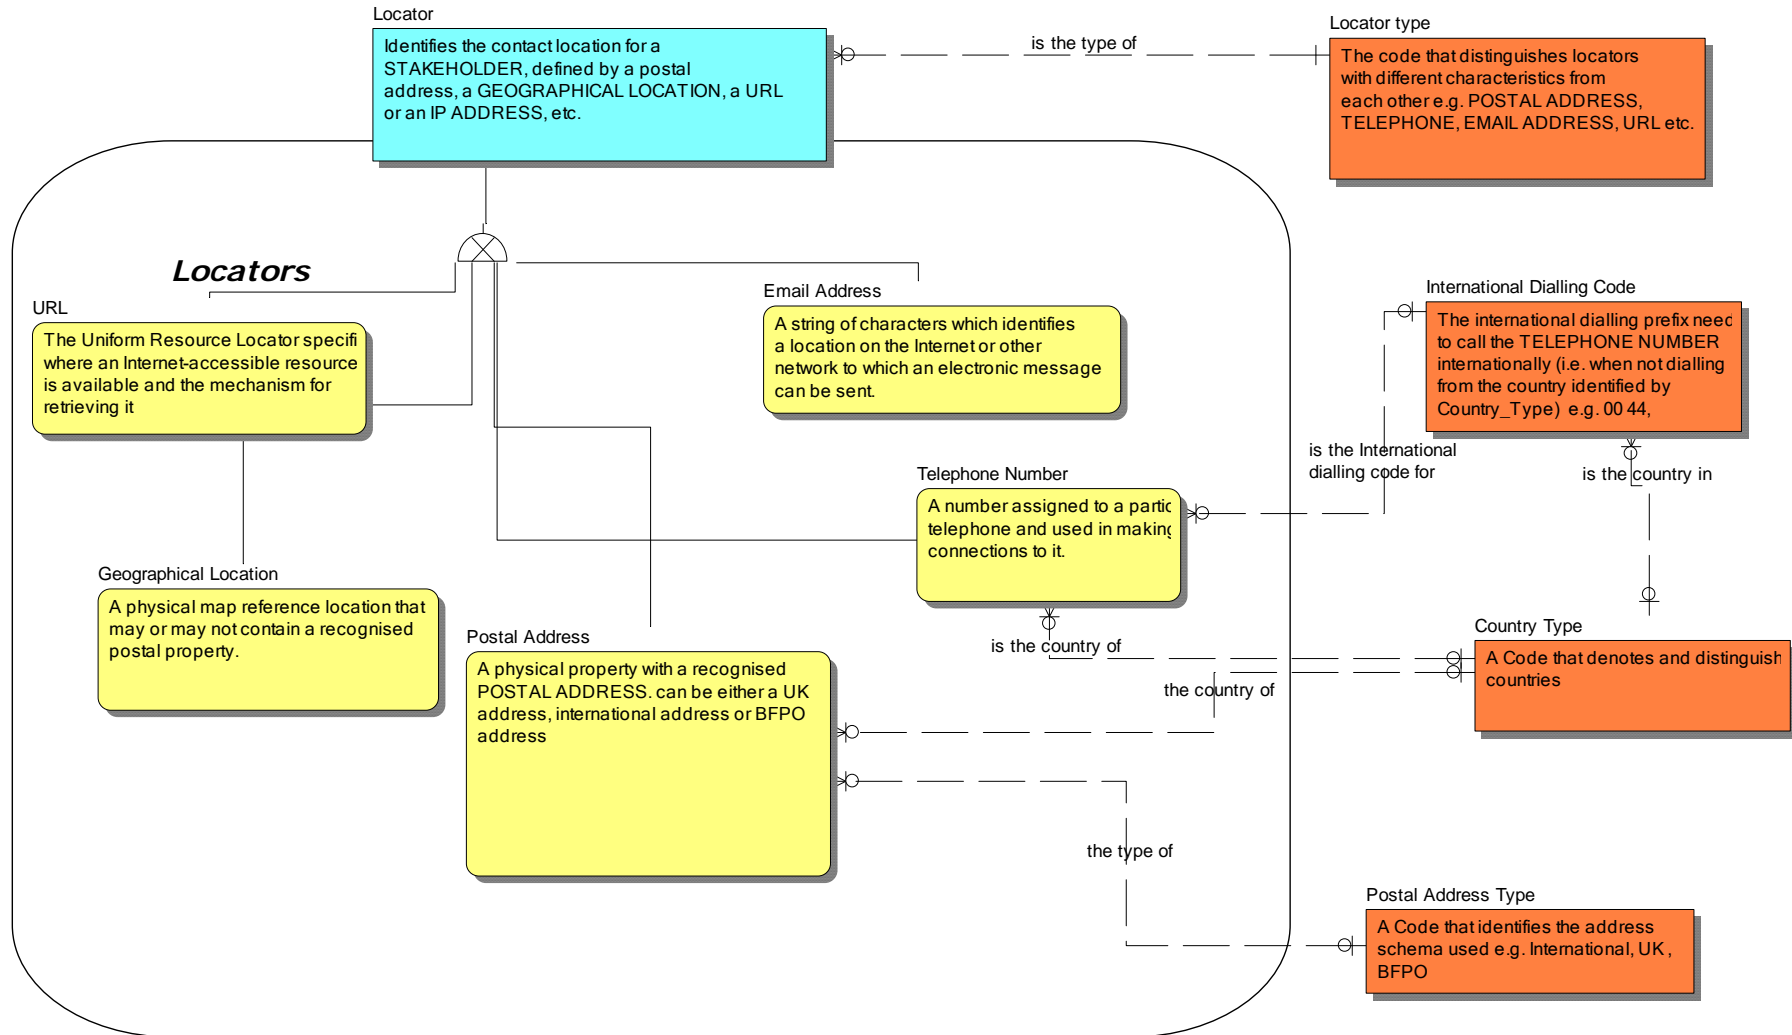 Locator
Identifies the contact location for a
STAKEHOLDER, defined by a postal
address, a GEOGRAPHICAL LOCATION, a URL
or an IP ADDRESS, etc.
is the type of
Locator type
The code that distinguishes locators
with different characteristics from
each other e.g. POSTAL ADDRESS,
TELEPHONE, EMAIL ADDRESS, URL etc.
Locators
URL
The Uniform Resource Locator specifi
where an Internet-accessible resource
is available and the mechanism for
retrieving it
Email Address
A string of characters which identifies
a location on the Internet or other
network to which an electronic message
can be sent.
International Dialling Code
The international dialling prefix need
to call the TELEPHONE NUMBER
internationally (i.e. when not dialling
from the country identified by
Country_Type) e.g. 00 44,
is the International
dialling code for
is the country in
Telephone Number
A number assigned to a partic
telephone and used in making
connections to it.
Geographical Location
A physical map reference location that
may or may not contain a recognised
postal property.
is the country of
Country Type
A Code that denotes and distinguish
countries
Postal Address
A physical property with a recognised
POSTAL ADDRESS. can be either a UK
address, international address or BFPO
address
the country of
the type of
Postal Address Type
A Code that identifies the address
schema used e.g. International, UK ,
BFPO